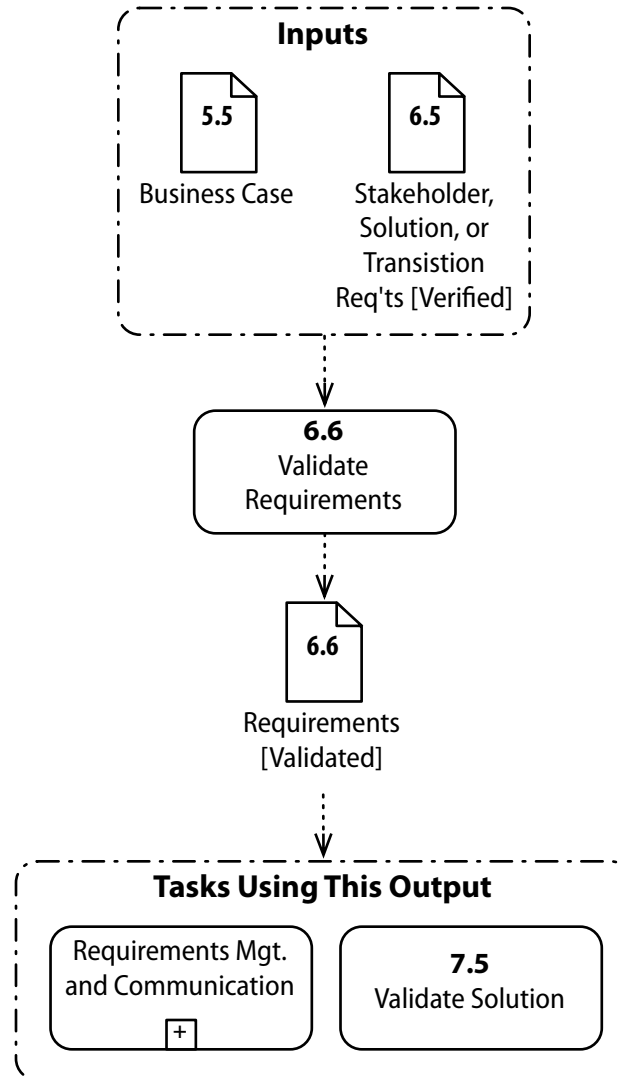 Inputs
5.5
Business Case
6.5
Stakeholder,
Solution, or
Transistion
Req'ts [Verified]
6.6
Validate
Requirements
6.6
Requirements
[Validated]
Tasks Using This Output
Requirements Mgt.
and Communication
+
7.5
Validate Solution